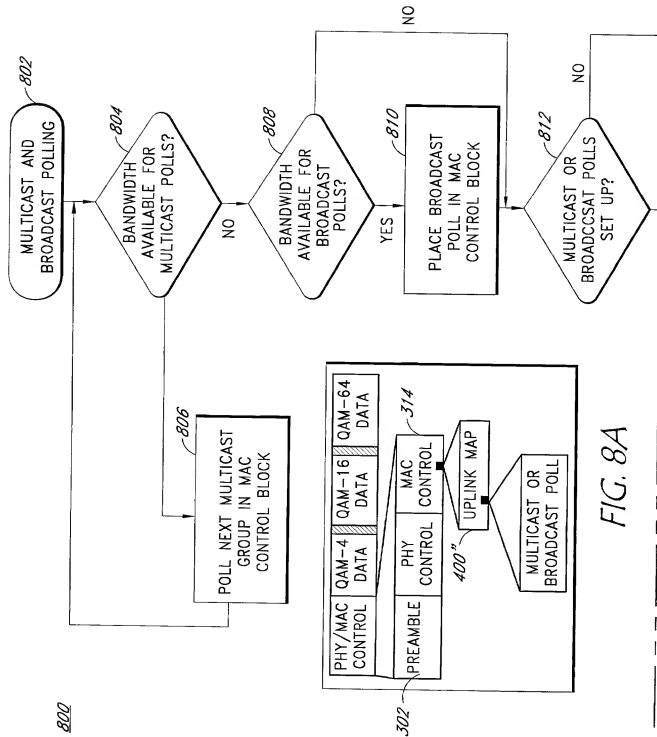 800
MULTICAST AND
BROADCAST POLLING
802
BANDWIDTH
AVAILABLE FOR
MULTICAST POLLS?
804
NO
POLL NEXT MULTICAST
GROUP IN MAC
CONTROL BLOCK
806
BANDWIDTH
AVAILABLE FOR
BROADCAST
POLLS?
808
NO
YES
PLACE BROADCAST
POLL IN MAC
CONTROL BLOCK
810
MULTICAST OR
BROADCCSAT POLLS
SET UP?
812
NO
PHY/MAC
CONTROL
QAM-4
DATA
QAM-16
DATA
QAM-64
DATA
302
PREAMBLE
PHY
CONTROL
MAC
CONTROL
314
400"
UPLINK MAP
MULTICAST OR
BROADCAST POLL
FIG. 8A